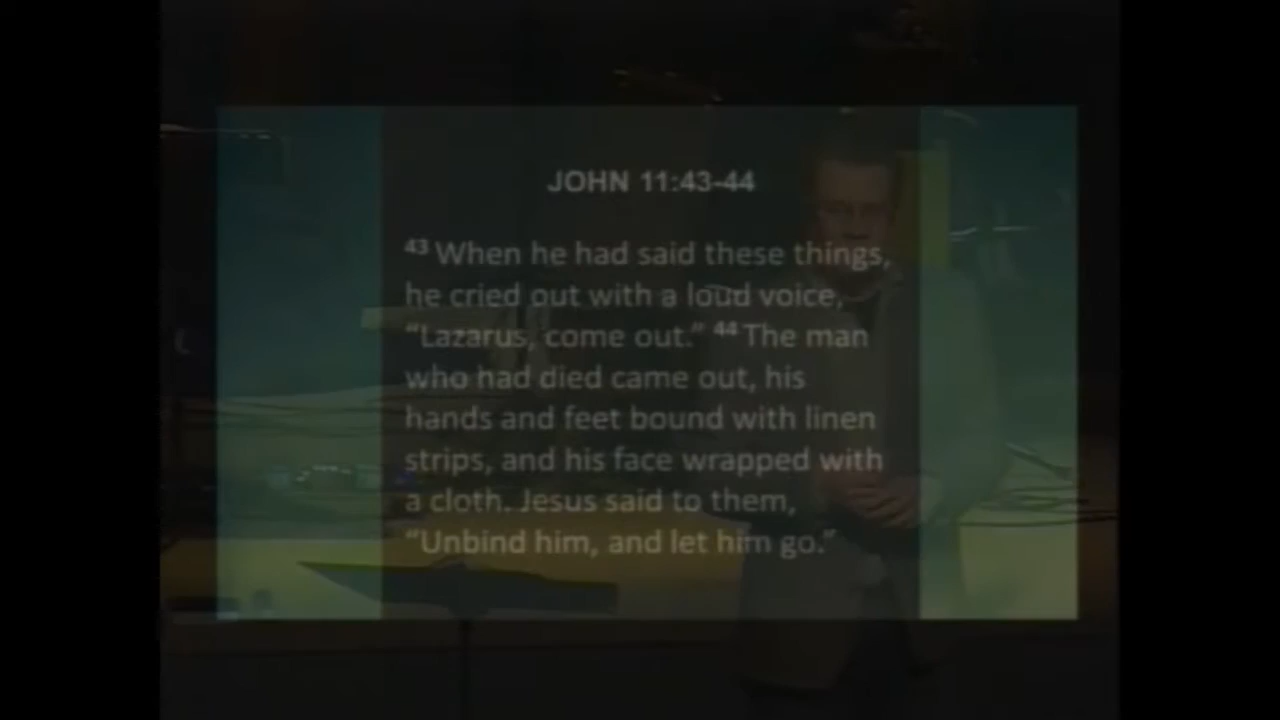 JOHN 11:43-44
43 When he had said these things,
he cried out with a loud voice,
“Lazarus, come out.” 44 The man
who had died came out, his
hands and feet bound with linen
strips, and his face wrapped with
a cloth. Jesus said to them,
“Unbind him, and let him go.”